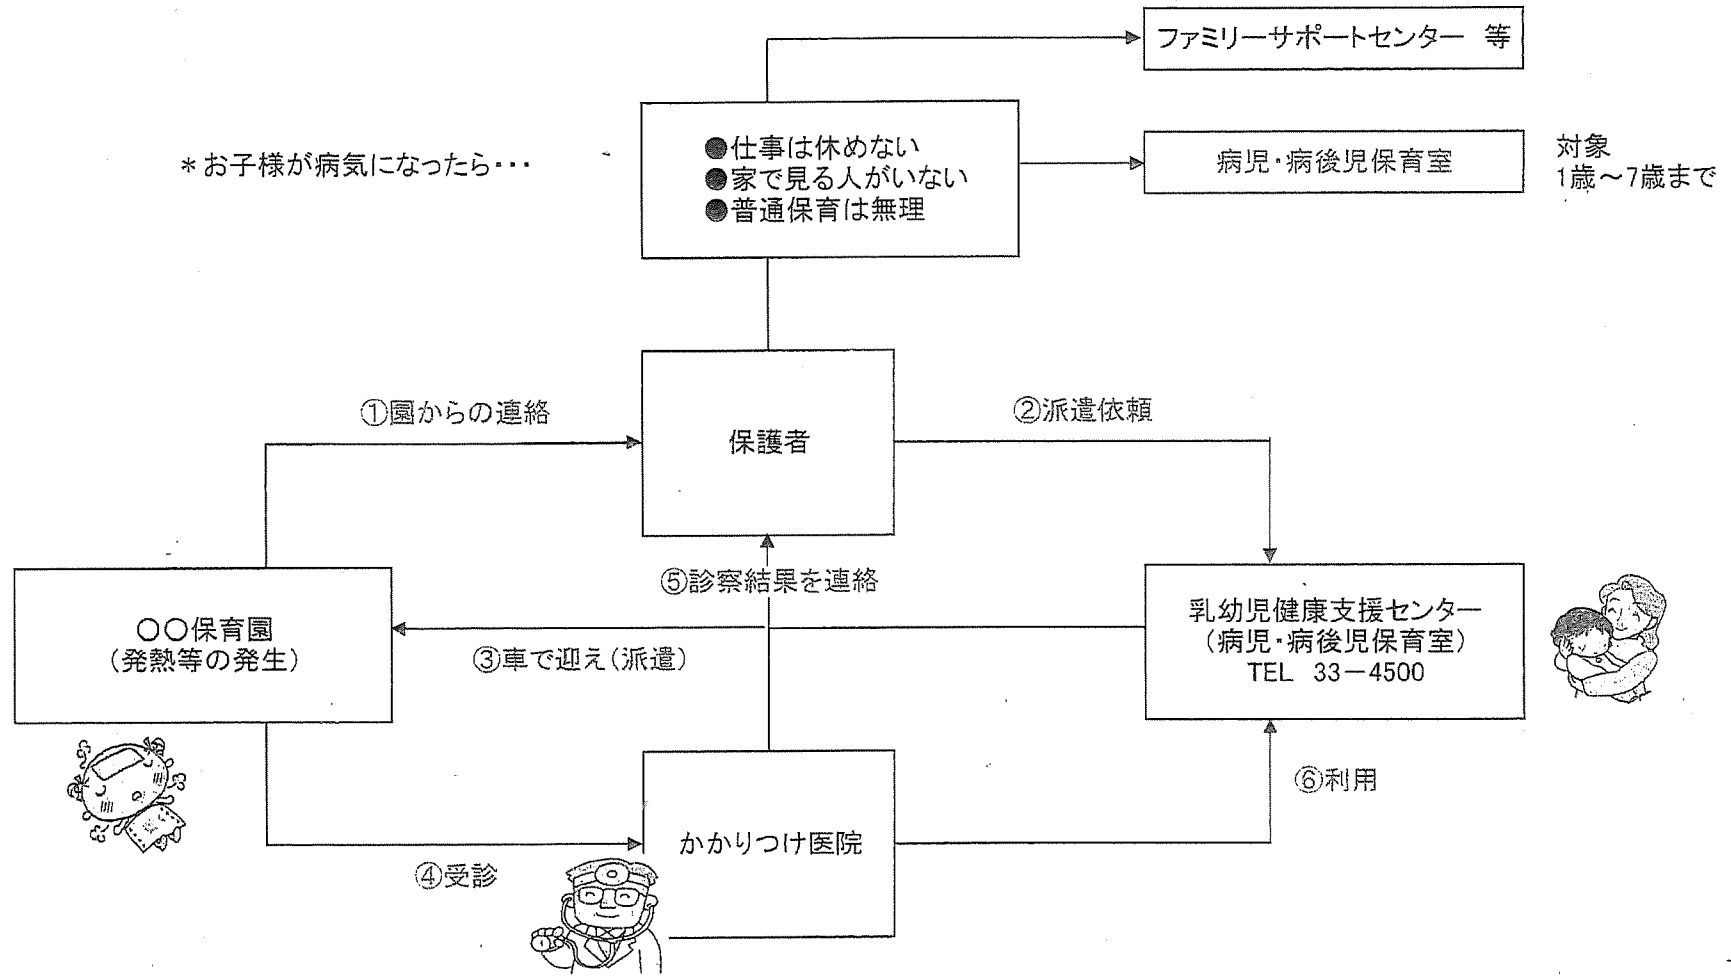 ファミリーサポートセンター　等
＊お子様が病気になったら・・・
●仕事は休めない
●家で見る人がいない
●普通保育は無理
病児・病後児保育室
対象
1歳～7歳まで
①園からの連絡
保護者
②派遣依頼
⑤診察結果を連絡
〇〇保育園
（発熱等の発生）
③車で迎え（派遣）
乳幼児健康支援センター
（病児・病後児保育室）
TEL　33－4500
⑥利用
かかりつけ医院
④受診